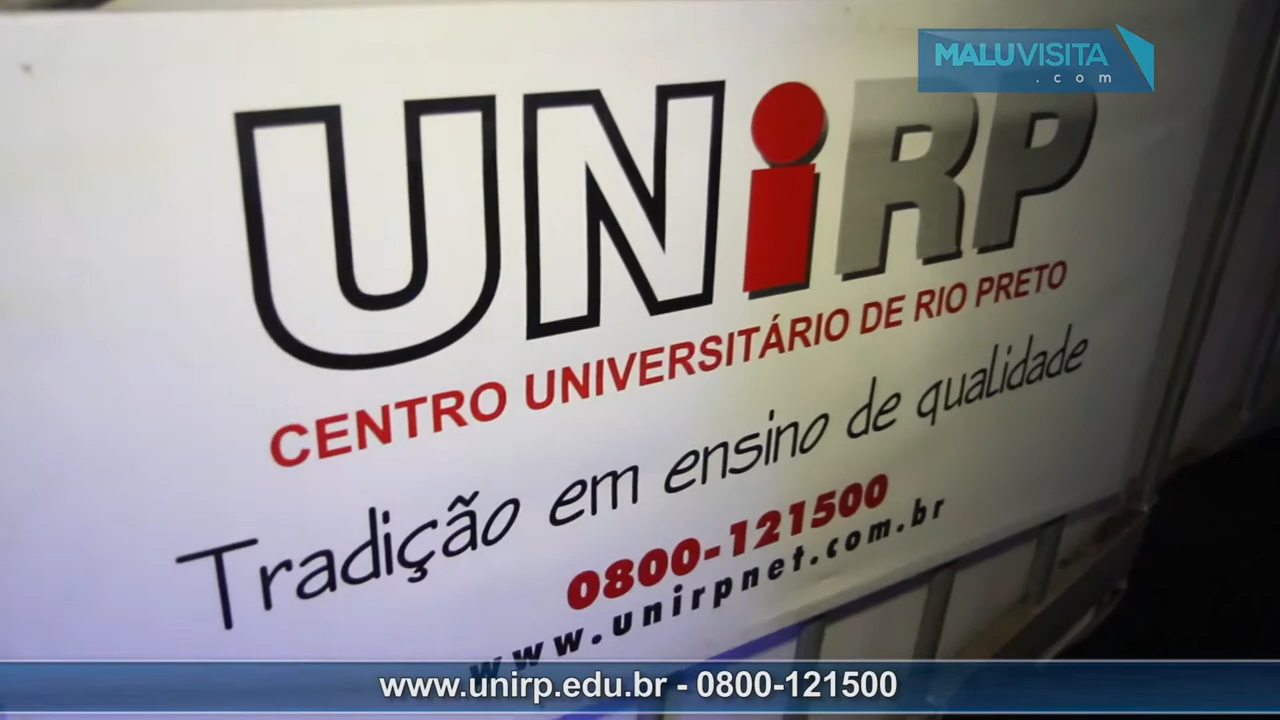 MALUVISITA
.com
UNiRP
CENTRO UNIVERSITÁRIO DE RIO PRETO
Tradição em ensino de qualidade
0800-121500
www.unirpnet.com.br
www.unirp.edu.br - 0800-121500